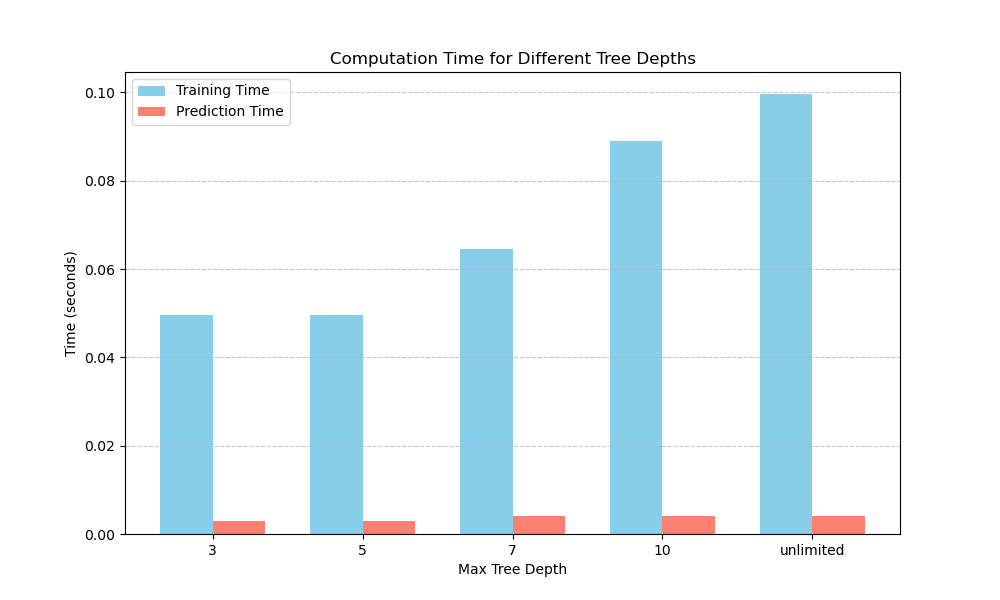 Computation Time for Different Tree Depths
Training Time
Prediction Time
Time (seconds)
0.10
0.08
0.06
0.04
0.02
0.00
3 5 7 10 unlimited
Max Tree Depth